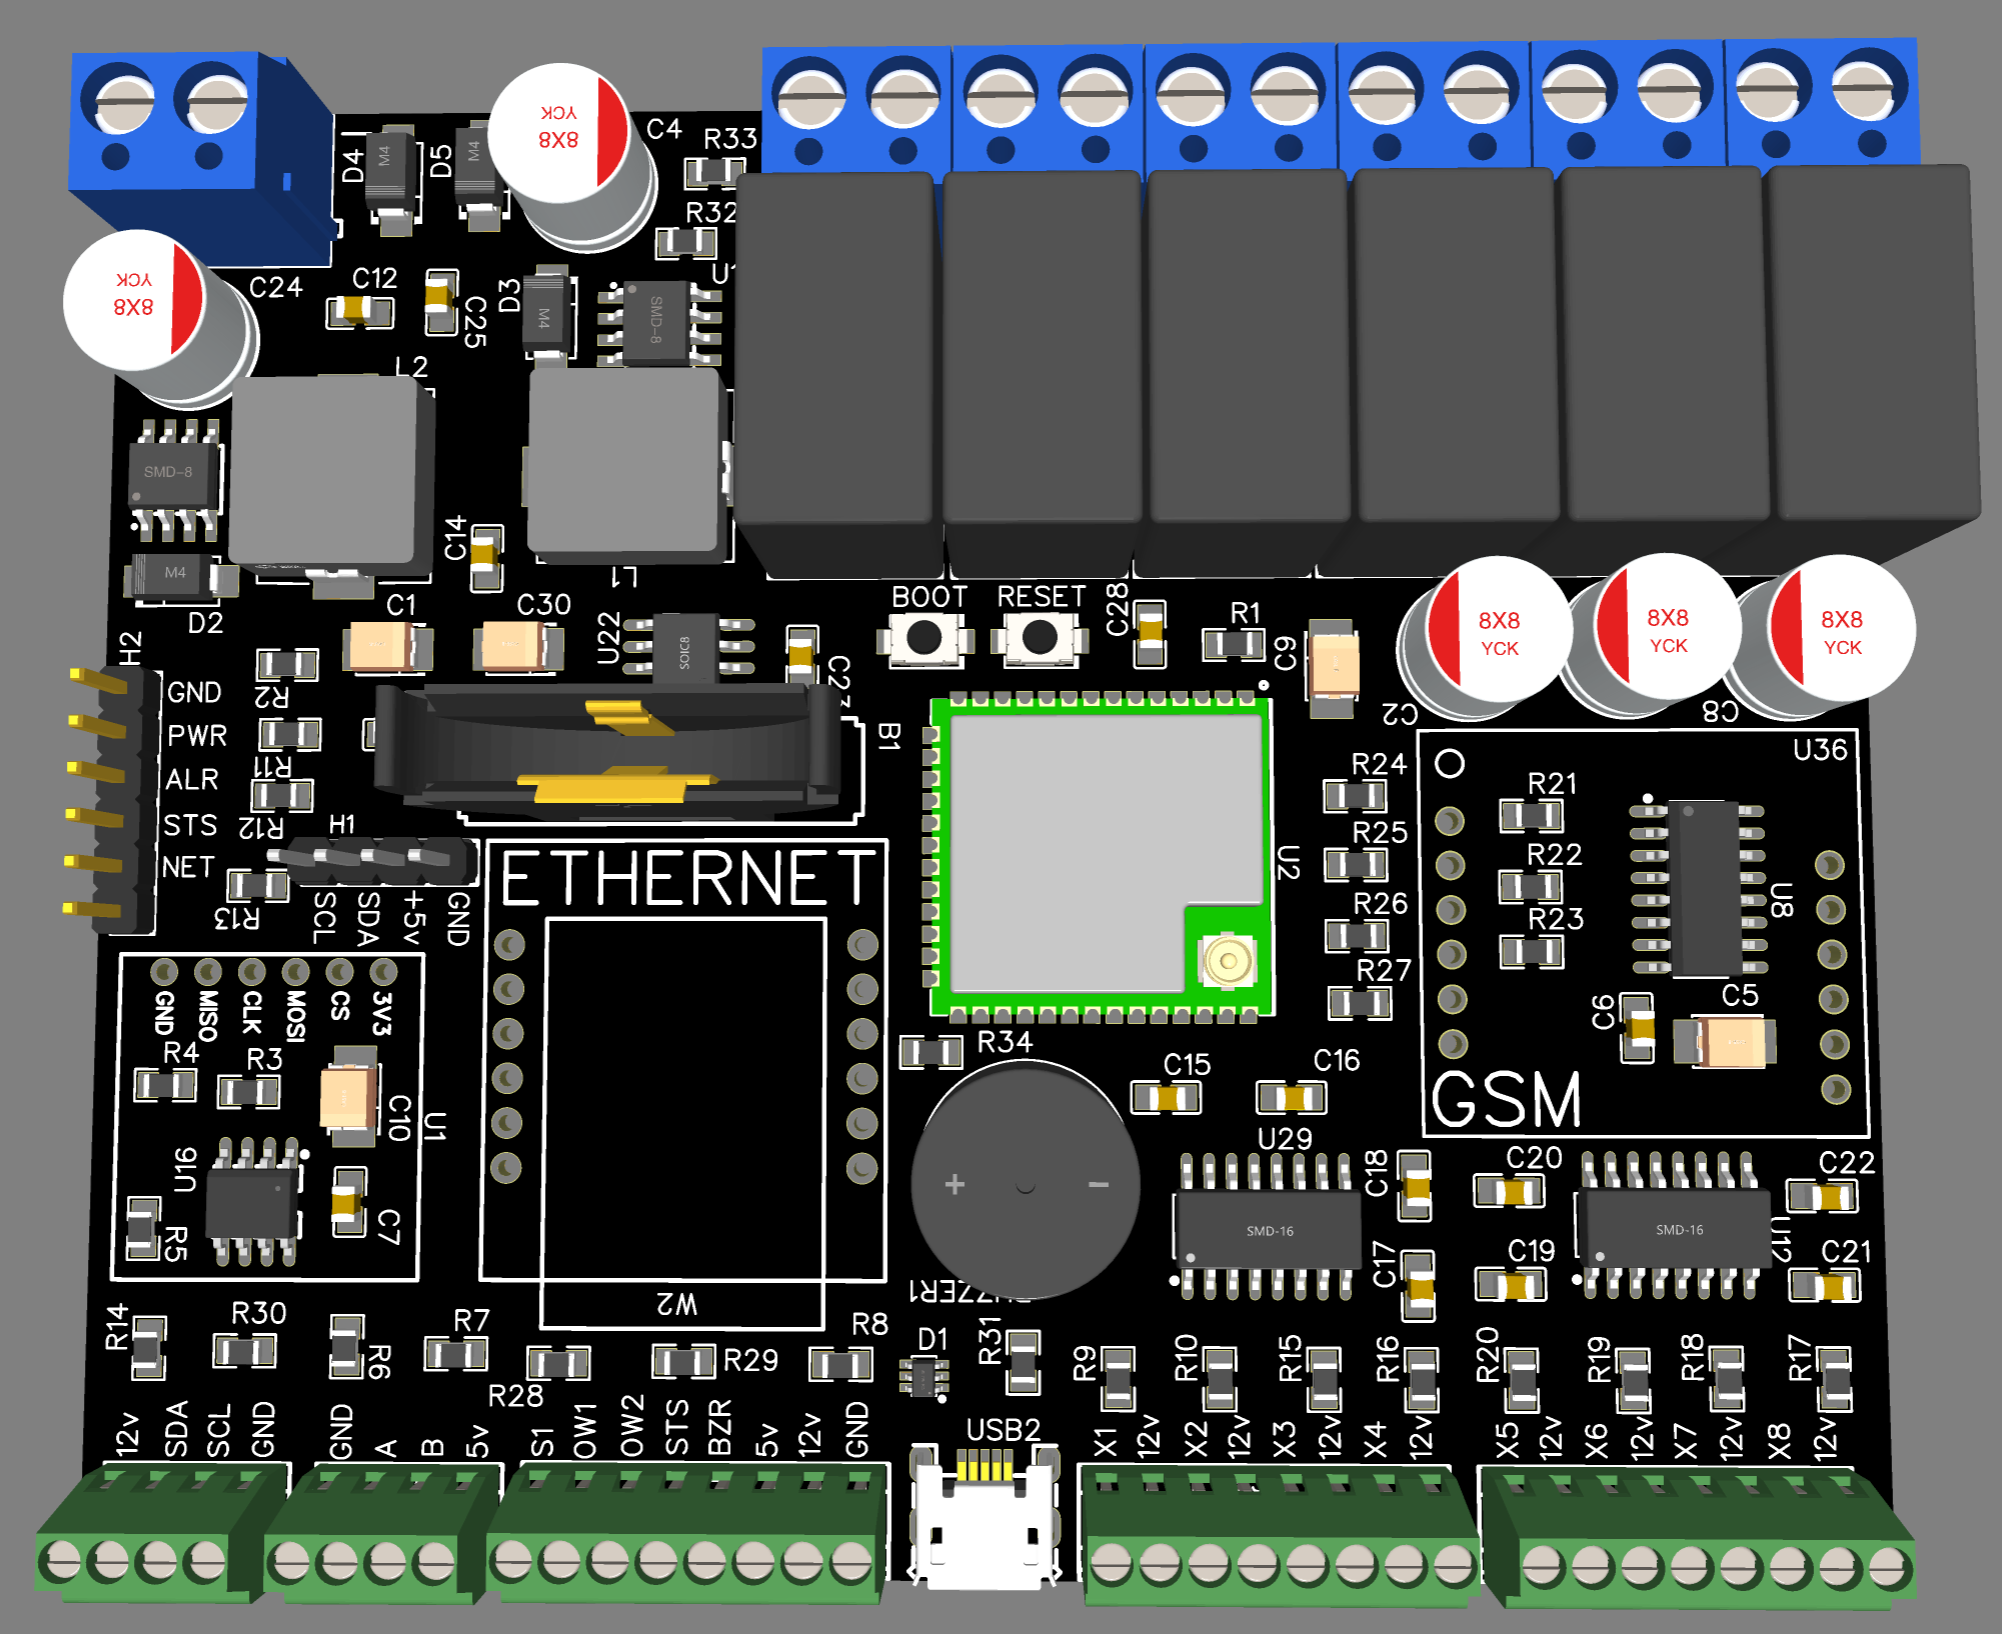 YCK
8X8
C4
D4
M4
D5
M4
R33
R32
YCK
8X8
C24
C12
C25
D3
M4
SMD-8
L2
SMD-8
M4
D2
C14
L1
C1
C30
U22
SOIC8
BOOT
RESET
C28
R1
C9
8X8
YCK
8X8
YCK
8X8
YCK
C2
C8
H2
GND
PWR
ALR
STS
NET
R2
R11
R12
R13
H1
SCL
SDA
+5v
GND
B1
ETHERNET
U2
R24
R25
R26
R27
U36
R21
R22
R23
U8
C6
C5
GSM
GND
MISO
CLK
MOSI
CS
3V3
R4
R3
C10
U1
U16
R5
C7
W2
R34
+
−
C15
C16
U29
SMD-16
C18
C17
C20
C19
SMD-16
U12
C22
C21
R14
R30
R6
R7
R28
R29
R8
D1
R31
R9
R10
R15
R16
R20
R19
R18
R17
12v
SDA
SCL
GND
GND
A
B
5v
S1
OW1
OW2
STS
BZR
5v
12v
GND
USB2
X1
12v
X2
12v
X3
12v
X4
12v
X5
12v
X6
12v
X7
12v
X8
12v